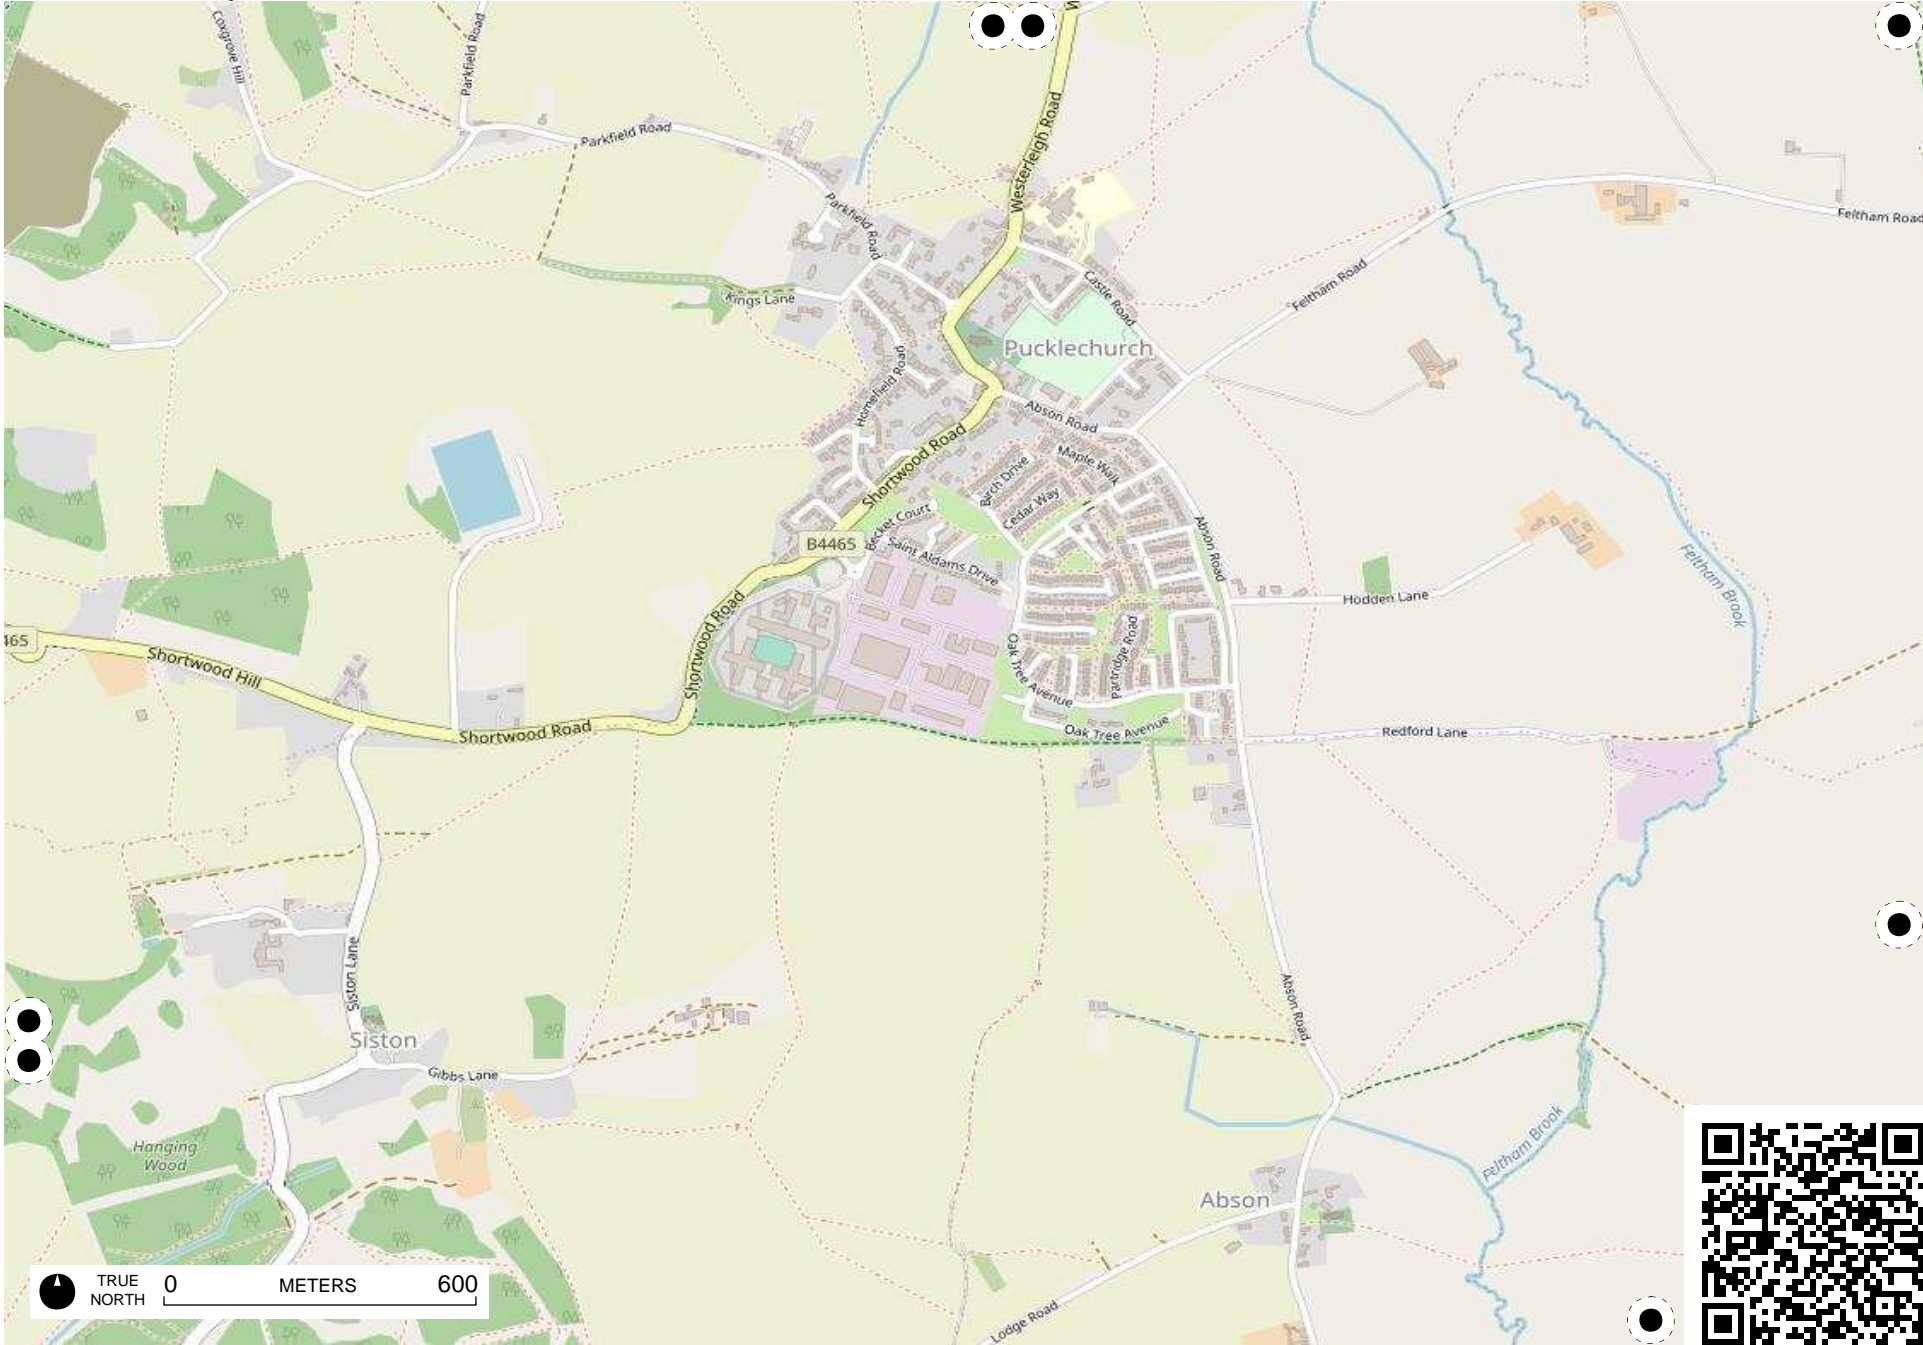 Coxgrove Hill
Parkfield Road
Parkfield Road
Westerleigh Road
Parkfield Road
Feltham Road
Feltham Road
Castle Road
Kings Lane
Pucklechurch
Homefield Road
Abson Road
Maple Walk
Birch Drive
Cedar Way
Shortwood Road
Becket Court
B4465
Saint Aldams Drive
Abson Road
Feltham Brook
Hodden Lane
Shortwood Road
465
Shortwood Hill
Oak Tree Avenue
Partridge Road
Shortwood Road
Oak Tree Avenue
Redford Lane
Siston Lane
Abson Road
Siston
Gibbs Lane
Hanging
Wood
Feltham Brook
Abson
Lodge Road
TRUE
NORTH
0 METERS 600